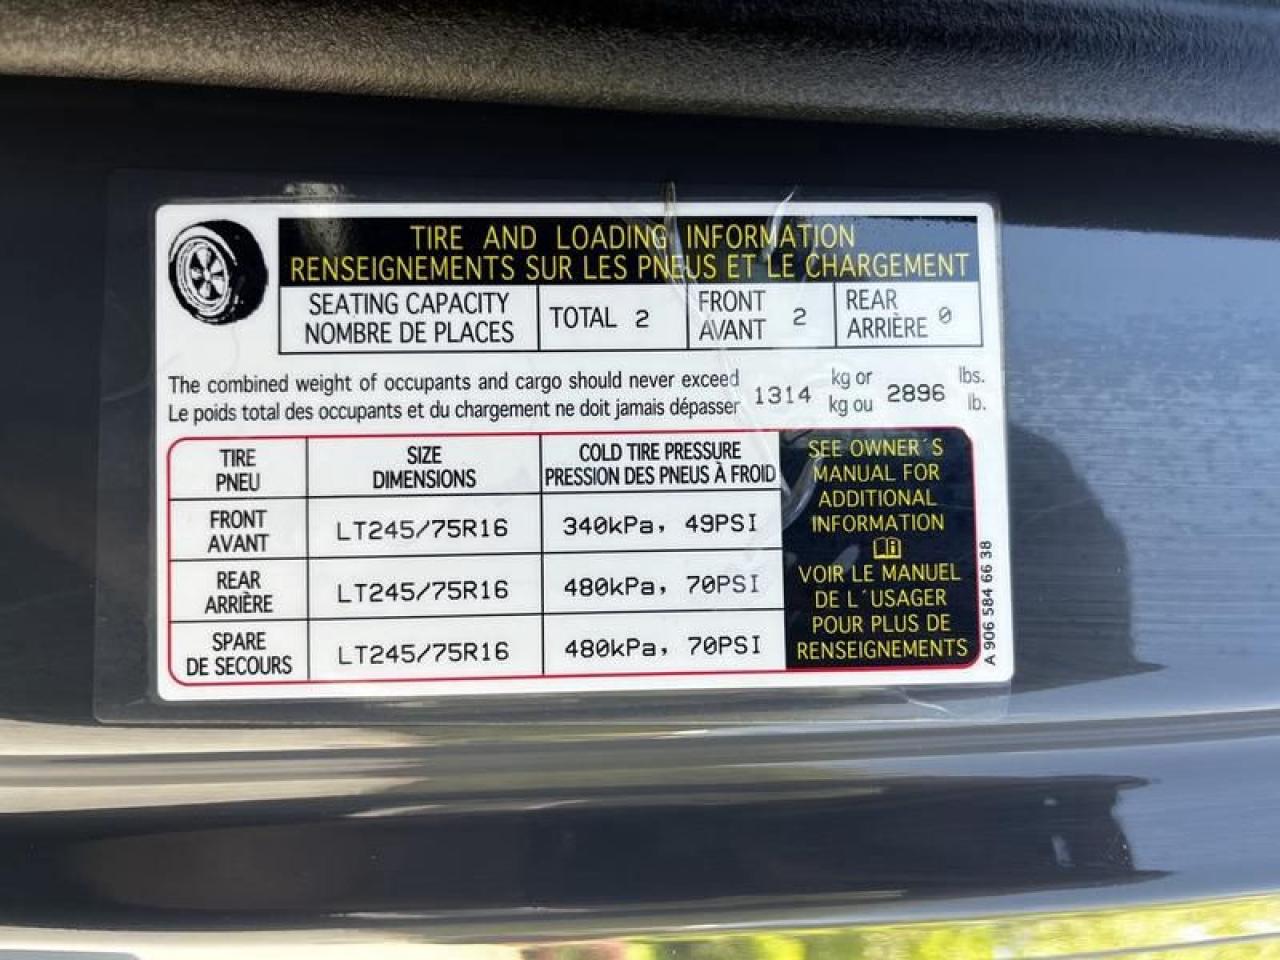 TIRE AND LOADING INFORMATION
RENSEIGNEMENTS SUR LES PNEUS ET LE CHARGEMENT
SEATING CAPACITY
NOMBRE DE PLACES
TOTAL 2
FRONT
AVANT 2
REAR
ARRIÈRE 0
The combined weight of occupants and cargo should never exceed
Le poids total des occupants et du chargement ne doit jamais dépasser
1314
kg or
kg ou
2896
lbs.
lb.
TIRE
PNEU
SIZE
DIMENSIONS
COLD TIRE PRESSURE
PRESSION DES PNEUS À FROID
FRONT
AVANT
LT245/75R16
340kPa, 49PSI
REAR
ARRIÈRE
LT245/75R16
480kPa, 70PSI
SPARE
DE SECOURS
LT245/75R16
480kPa, 70PSI
SEE OWNER´S
MANUAL FOR
ADDITIONAL
INFORMATION
VOIR LE MANUEL
DE L´USAGER
POUR PLUS DE
RENSEIGNEMENTS
A 906 584 66 38